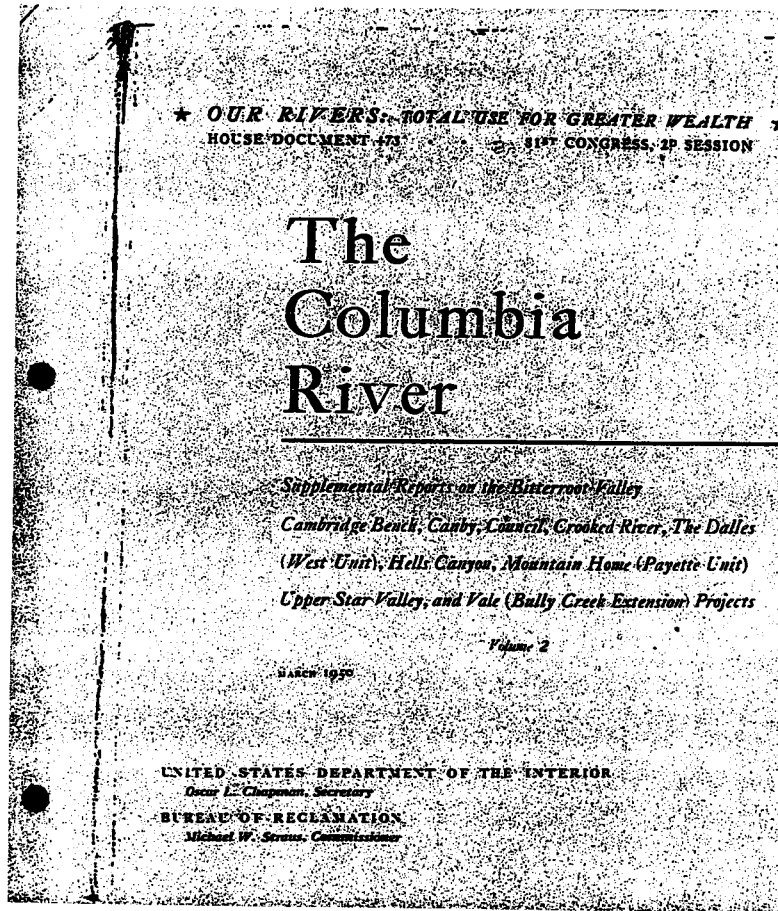 ★ OUR RIVERS: TOTAL USE FOR GREATER WEALTH ★
HOUSE DOCUMENT 473 81ST CONGRESS, 2D SESSION
The
Columbia
River
Supplemental Reports on the Bitterroot Valley
Cambridge Bench, Canby, Council, Crooked River, The Dalles
(West Unit), Hells Canyon, Mountain Home (Payette Unit)
Upper Star Valley, and Vale (Bully Creek Extension) Projects
Volume 2
MARCH 1950
UNITED STATES DEPARTMENT OF THE INTERIOR
Oscar L. Chapman, Secretary
BUREAU OF RECLAMATION
Michael W. Straus, Commissioner